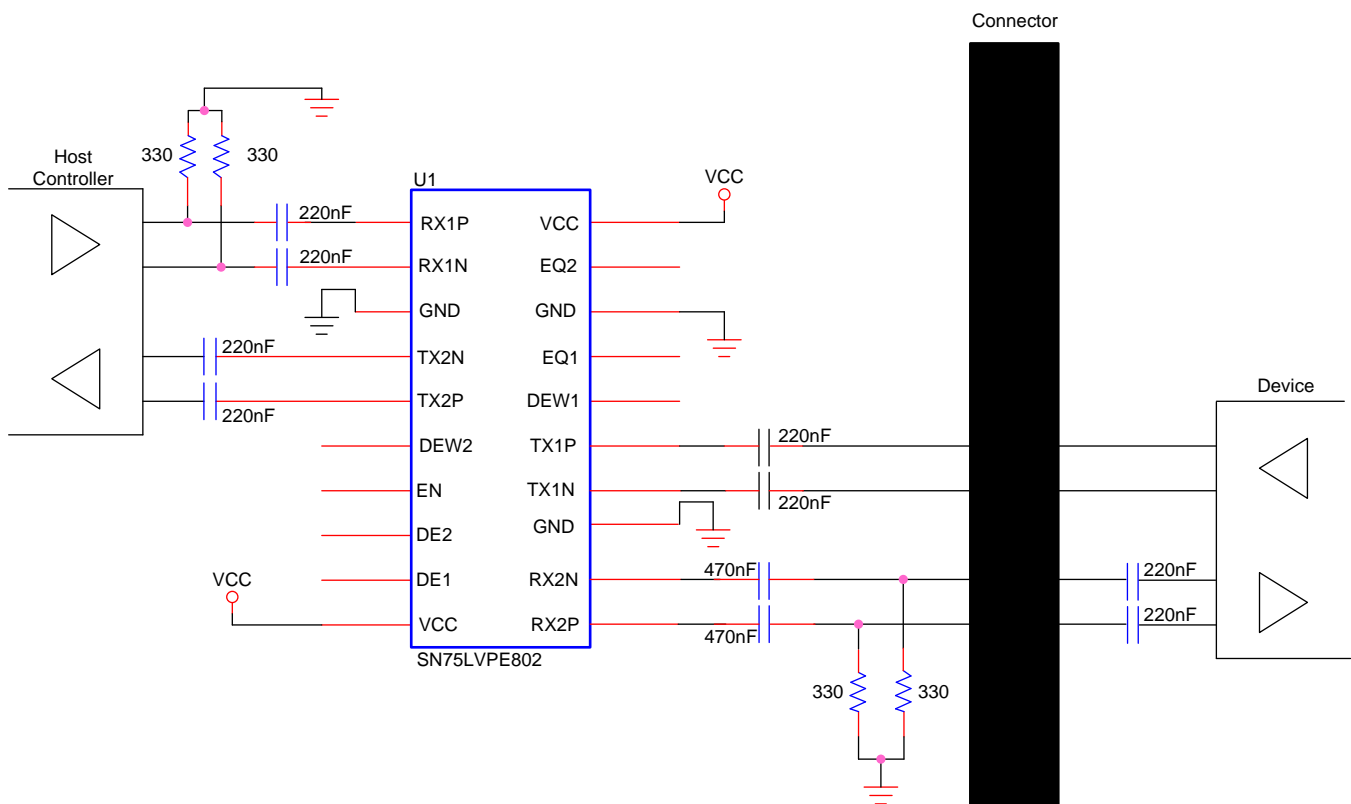 Connector
330
330
Host
Controller
U1
VCC
220nF
RX1P
VCC
220nF
RX1N
EQ2
GND
GND
220nF
TX2N
EQ1
220nF
TX2P
DEW1
Device
DEW2
TX1P
220nF
EN
TX1N
220nF
DE2
GND
VCC
DE1
RX2N
470nF
220nF
VCC
RX2P
470nF
220nF
SN75LVPE802
330
330